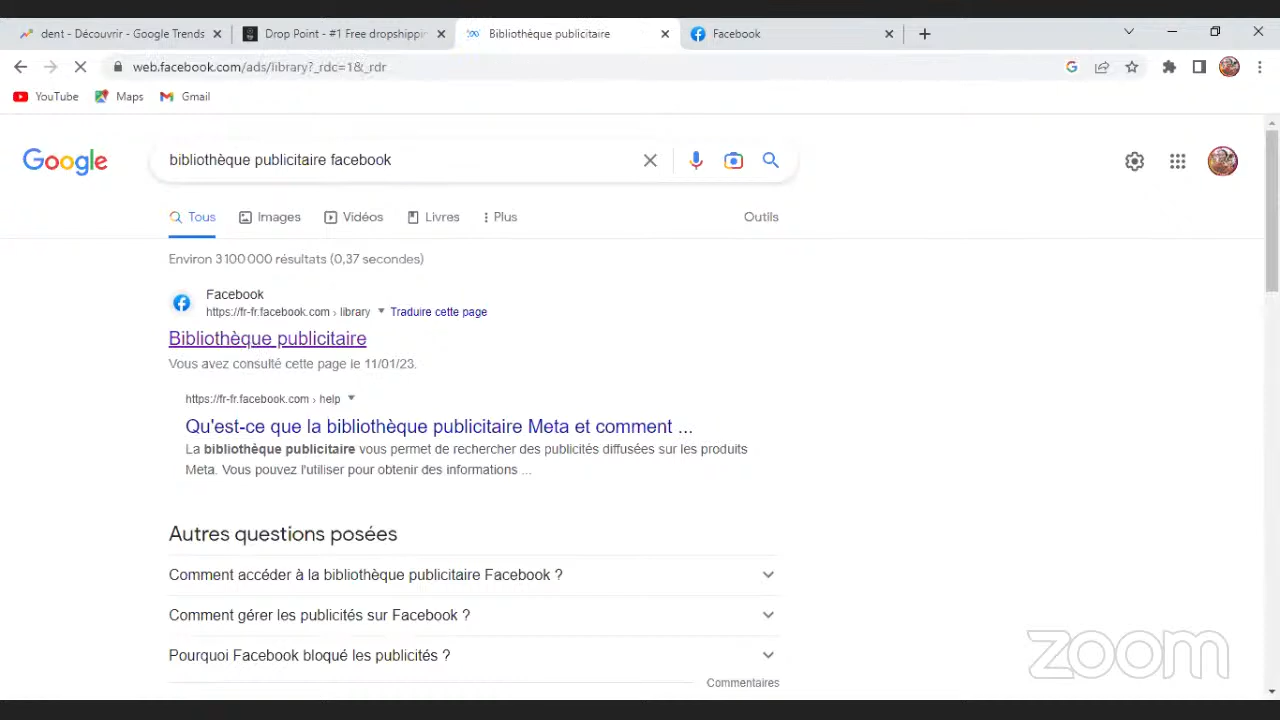 dent - Découvrir - Google Trends
Drop Point - #1 Free dropshippin
Bibliothèque publicitaire
Facebook
web.facebook.com/ads/library?_rdc=1&_rdr
YouTube
Maps
Gmail
Google
bibliothèque publicitaire facebook
Tous
Images
Vidéos
Livres
Plus
Outils
Environ 3 100 000 résultats (0,37 secondes)
Facebook
https://fr-fr.facebook.com › library
Traduire cette page
Bibliothèque publicitaire
Vous avez consulté cette page le 11/01/23.
https://fr-fr.facebook.com › help
Qu'est-ce que la bibliothèque publicitaire Meta et comment ...
La bibliothèque publicitaire vous permet de rechercher des publicités diffusées sur les produits
Meta. Vous pouvez l'utiliser pour obtenir des informations ...
Autres questions posées
Comment accéder à la bibliothèque publicitaire Facebook ?
Comment gérer les publicités sur Facebook ?
Pourquoi Facebook bloqué les publicités ?
Commentaires
zoom